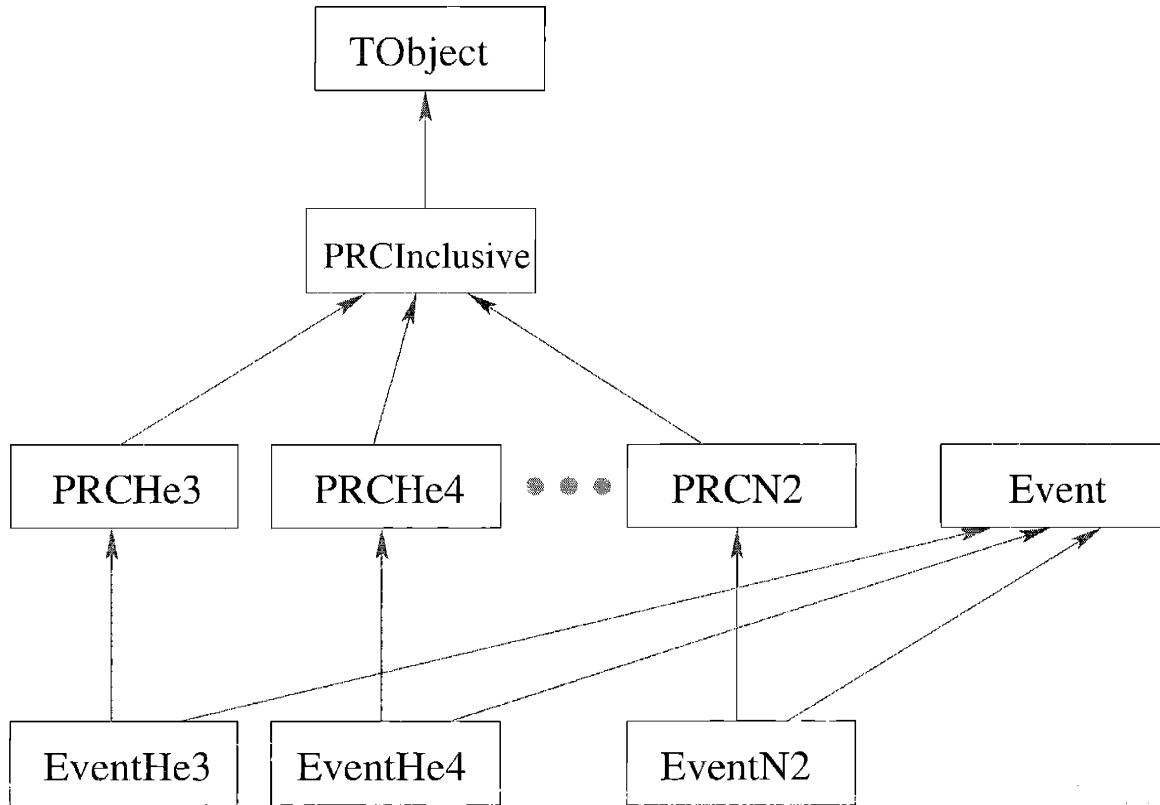 TObject
PRCInclusive
PRCHe3
PRCHe4
PRCN2
Event
EventHe3
EventHe4
EventN2